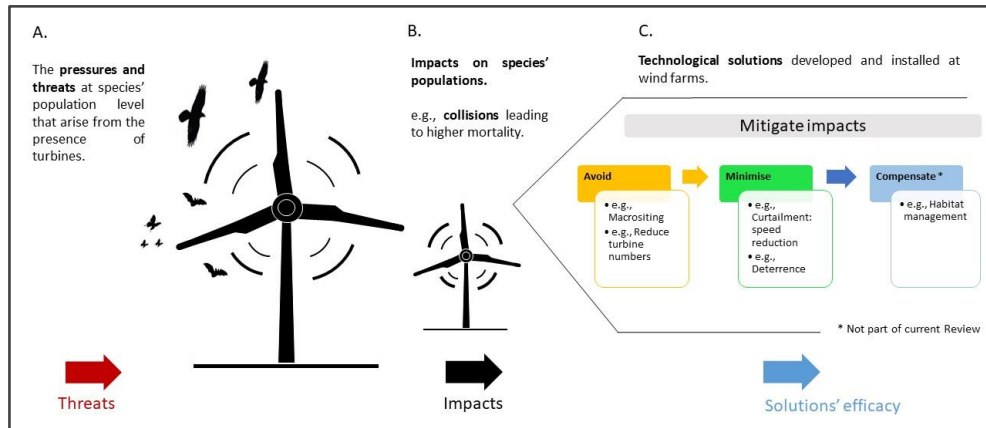 A.
The pressures and
threats at species'
population level
that arise from the
presence of
turbines.
B.
Impacts on species'
populations.
e.g., collisions leading
to higher mortality.
C.
Technological solutions developed and installed at
wind farms.
Mitigate impacts
Avoid
• e.g.,
Macrositing
• e.g., Reduce
turbine
numbers
Minimise
• e.g.,
Curtailment:
speed
reduction
• e.g.,
Deterrence
Compensate *
• e.g., Habitat
management
* Not part of current Review
Threats
Impacts
Solutions' efficacy